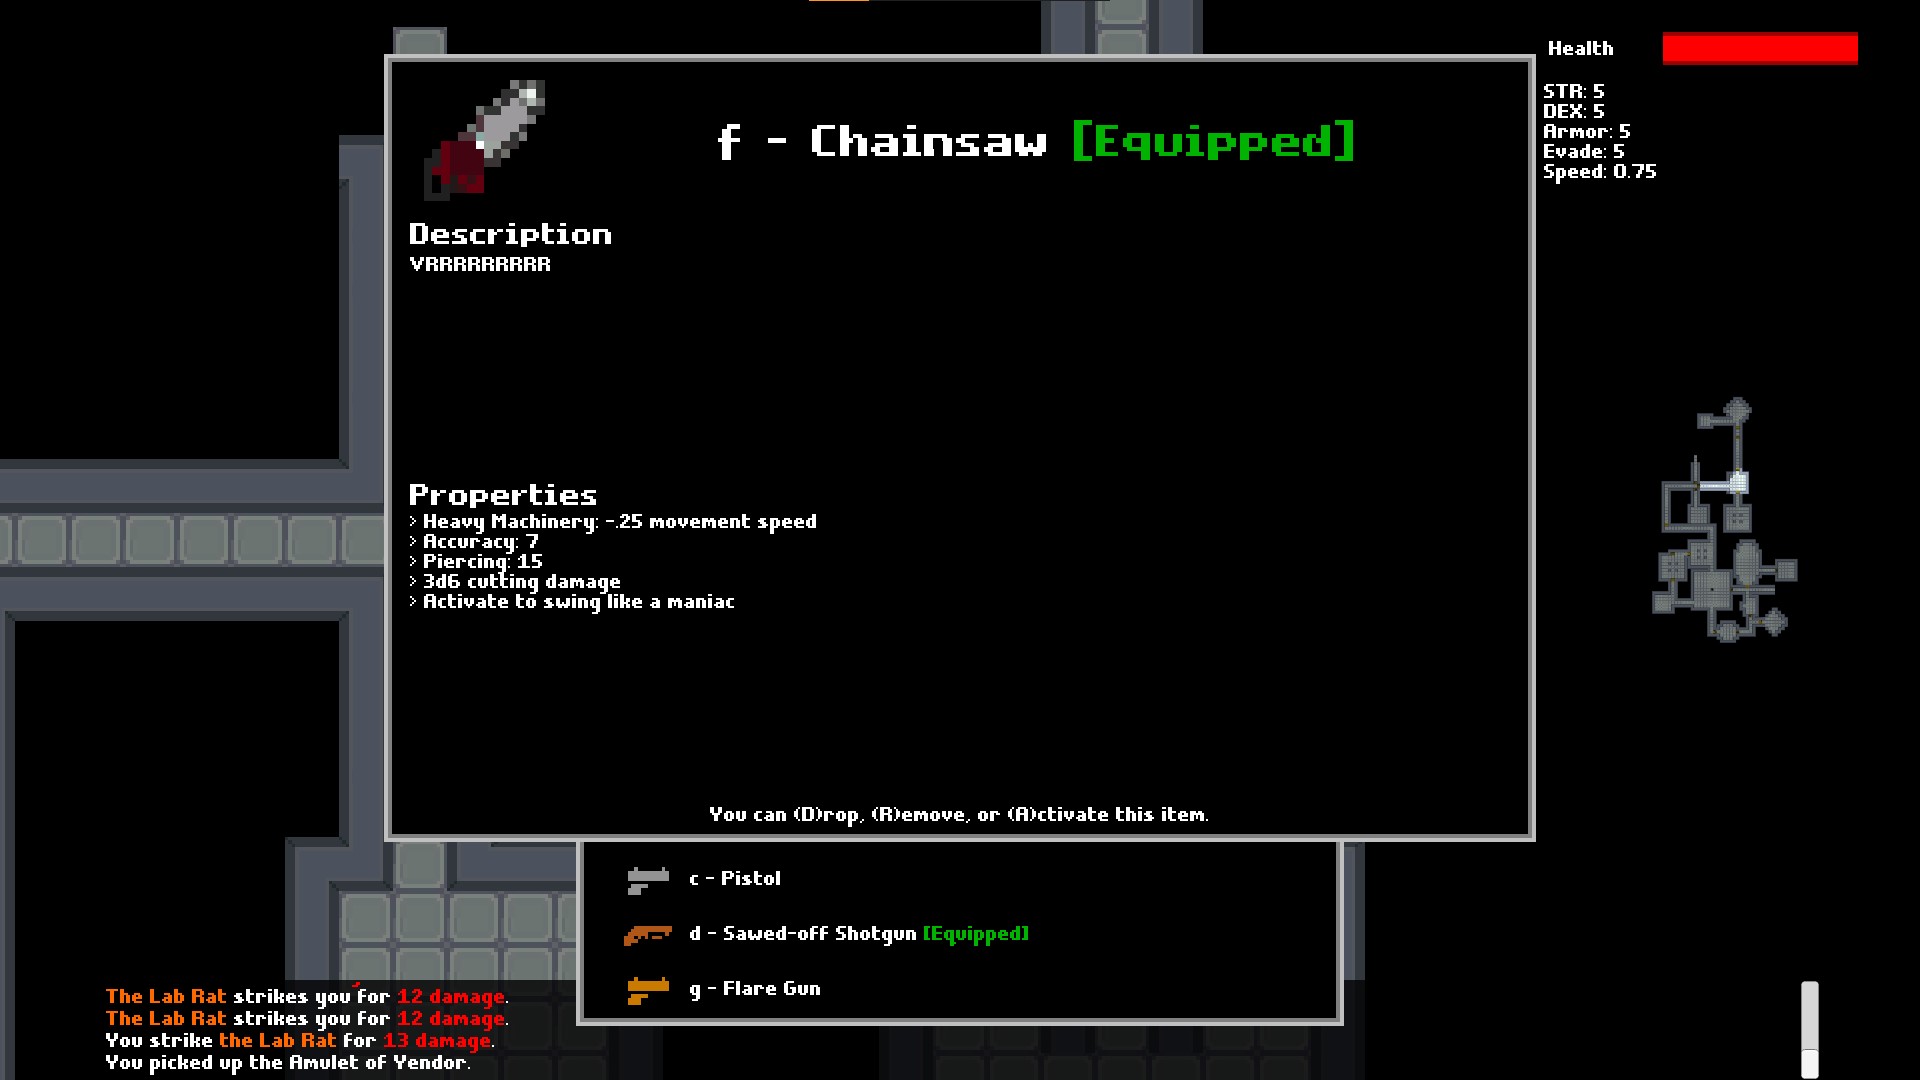 f - Chainsaw [Equipped]
Description
VRRRRRRRRR
Properties
> Heavy Machinery: -.25 movement speed
> Accuracy: 7
> Piercing: 15
> 3d6 cutting damage
> Activate to swing like a maniac
You can (D)rop, (R)emove, or (A)ctivate this item.
c - Pistol
d - Sawed-off Shotgun [Equipped]
g - Flare Gun
Health
STR: 5
DEX: 5
Armor: 5
Evade: 5
Speed: 0.75
The Lab Rat strikes you for 12 damage.
The Lab Rat strikes you for 12 damage.
You strike the Lab Rat for 13 damage.
You picked up the Amulet of Yendor.